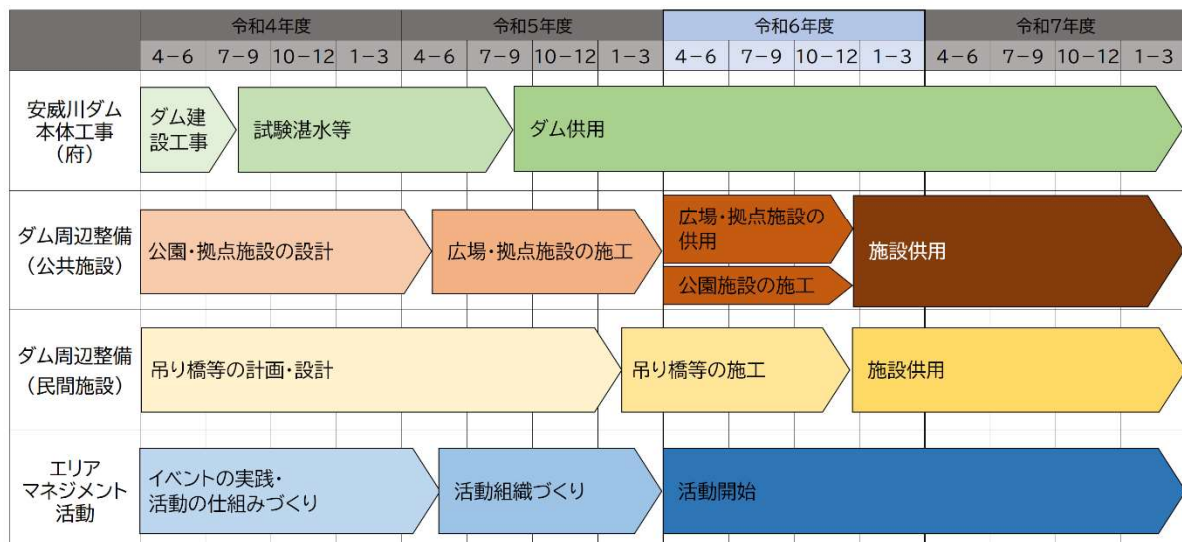 令和4年度 令和5年度 令和6年度 令和7年度
4-6 7-9 10-12 1-3 4-6 7-9 10-12 1-3 4-6 7-9 10-12 1-3 4-6 7-9 10-12 1-3
安威川ダム
本体工事
（府）
ダム建
設工事
試験湛水等
ダム供用
ダム周辺整備
（公共施設）
公園・拠点施設の設計
広場・拠点施設の施工
広場・拠点施設の
供用
公園施設の施工
施設供用
ダム周辺整備
（民間施設）
吊り橋等の計画・設計
吊り橋等の施工
施設供用
エリア
マネジメント
活動
イベントの実践・
活動の仕組みづくり
活動組織づくり
活動開始